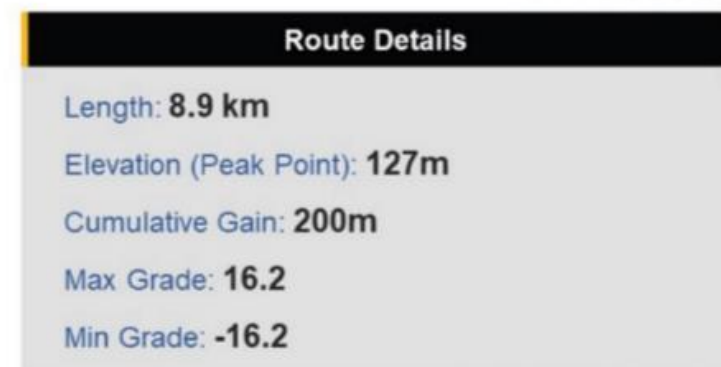 Route Details
Length: 8.9 km
Elevation (Peak Point): 127m
Cumulative Gain: 200m
Max Grade: 16.2
Min Grade: -16.2